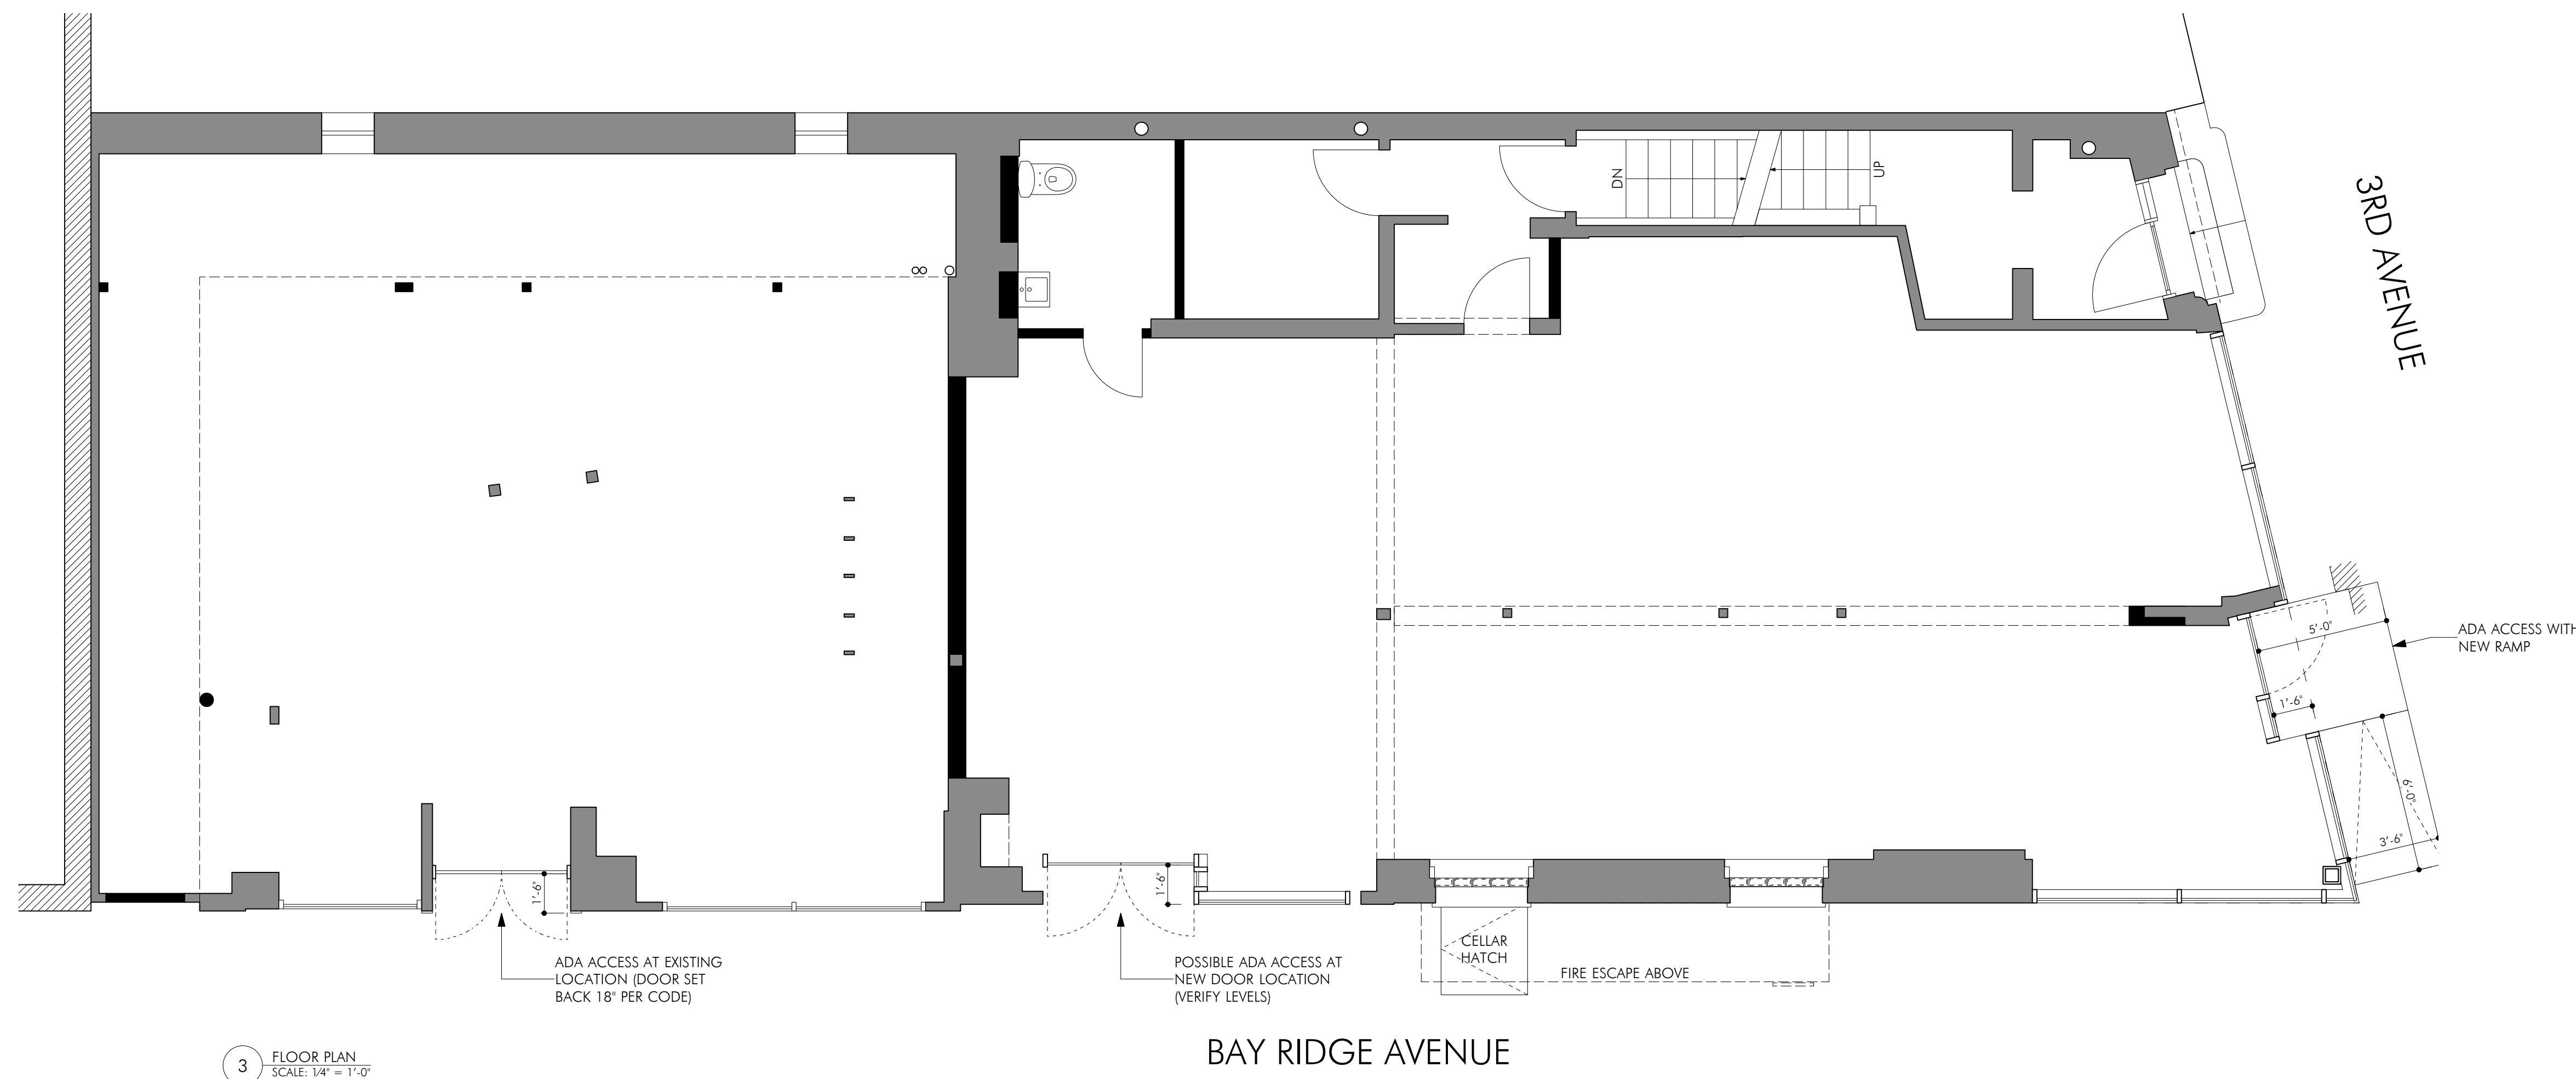 DN
UP
3RD AVENUE
5'-0"
ADA ACCESS WITH
NEW RAMP
1'-6"
6'-0"
3'-6"
1'-6"
1'-6"
ADA ACCESS AT EXISTING
LOCATION (DOOR SET
BACK 18" PER CODE)
POSSIBLE ADA ACCESS AT
NEW DOOR LOCATION
(VERIFY LEVELS)
CELLAR
HATCH
FIRE ESCAPE ABOVE
BAY RIDGE AVENUE
3
FLOOR PLAN
SCALE: 1/4" = 1'-0"